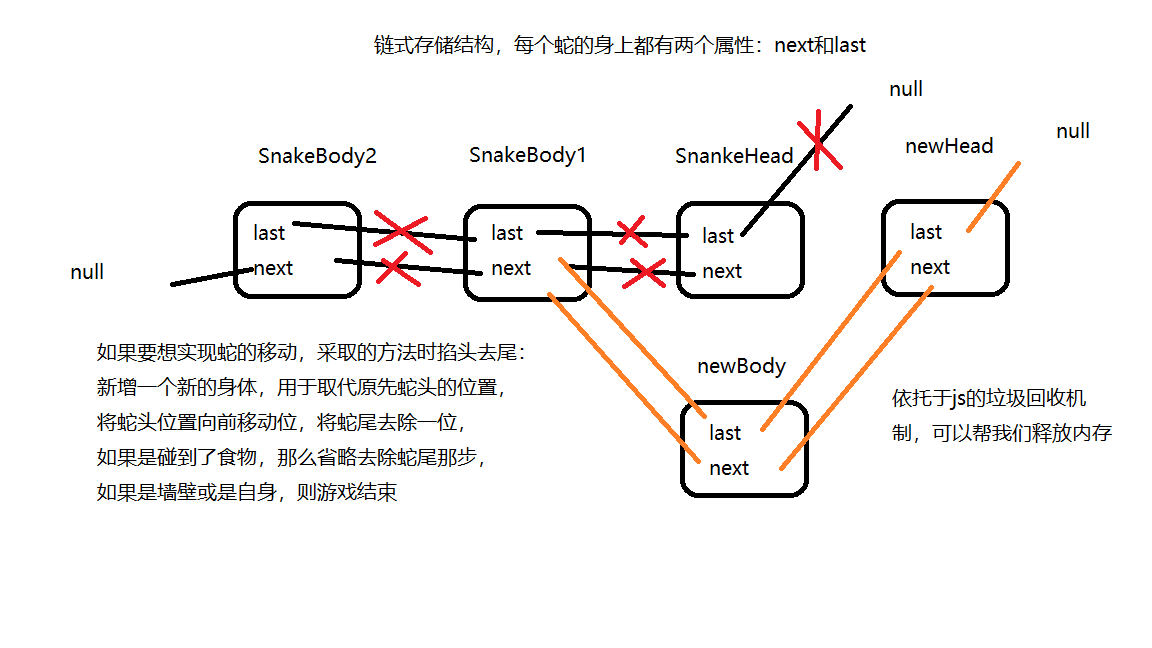 链式存储结构，每个蛇的身上都有两个属性：next和last
null
null
newHead
SnakeBody2
SnakeBody1
SnankeHead
last
next
last
next
last
next
last
next
null
如果要想实现蛇的移动，采取的方法时掐头去尾：
新增一个新的身体，用于取代原先蛇头的位置，
将蛇头位置向前移动位，将蛇尾去除一位，
如果是碰到了食物，那么省略去除蛇尾那步，
如果是墙壁或是自身，则游戏结束
newBody
last
next
依托于js的垃圾回收机
制，可以帮我们释放内存